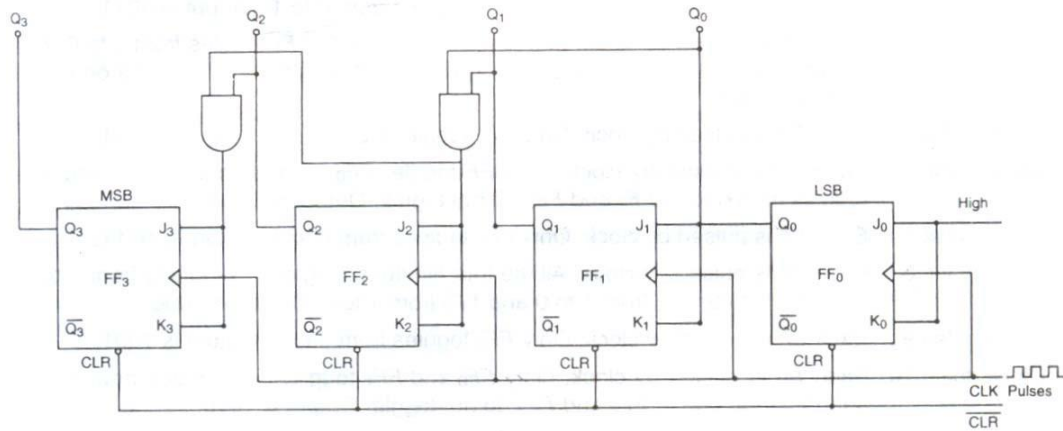 Q3 Q2 Q1 Q0
MSB LSB
Q3 J3 Q2 J2 Q1 J1 Q0 J0 High
FF3 FF2 FF1 FF0
Q̅3 K3 Q̅2 K2 Q̅1 K1 Q̅0 K0
CLR CLR CLR CLR
CLK Pulses
C̅L̅R̅